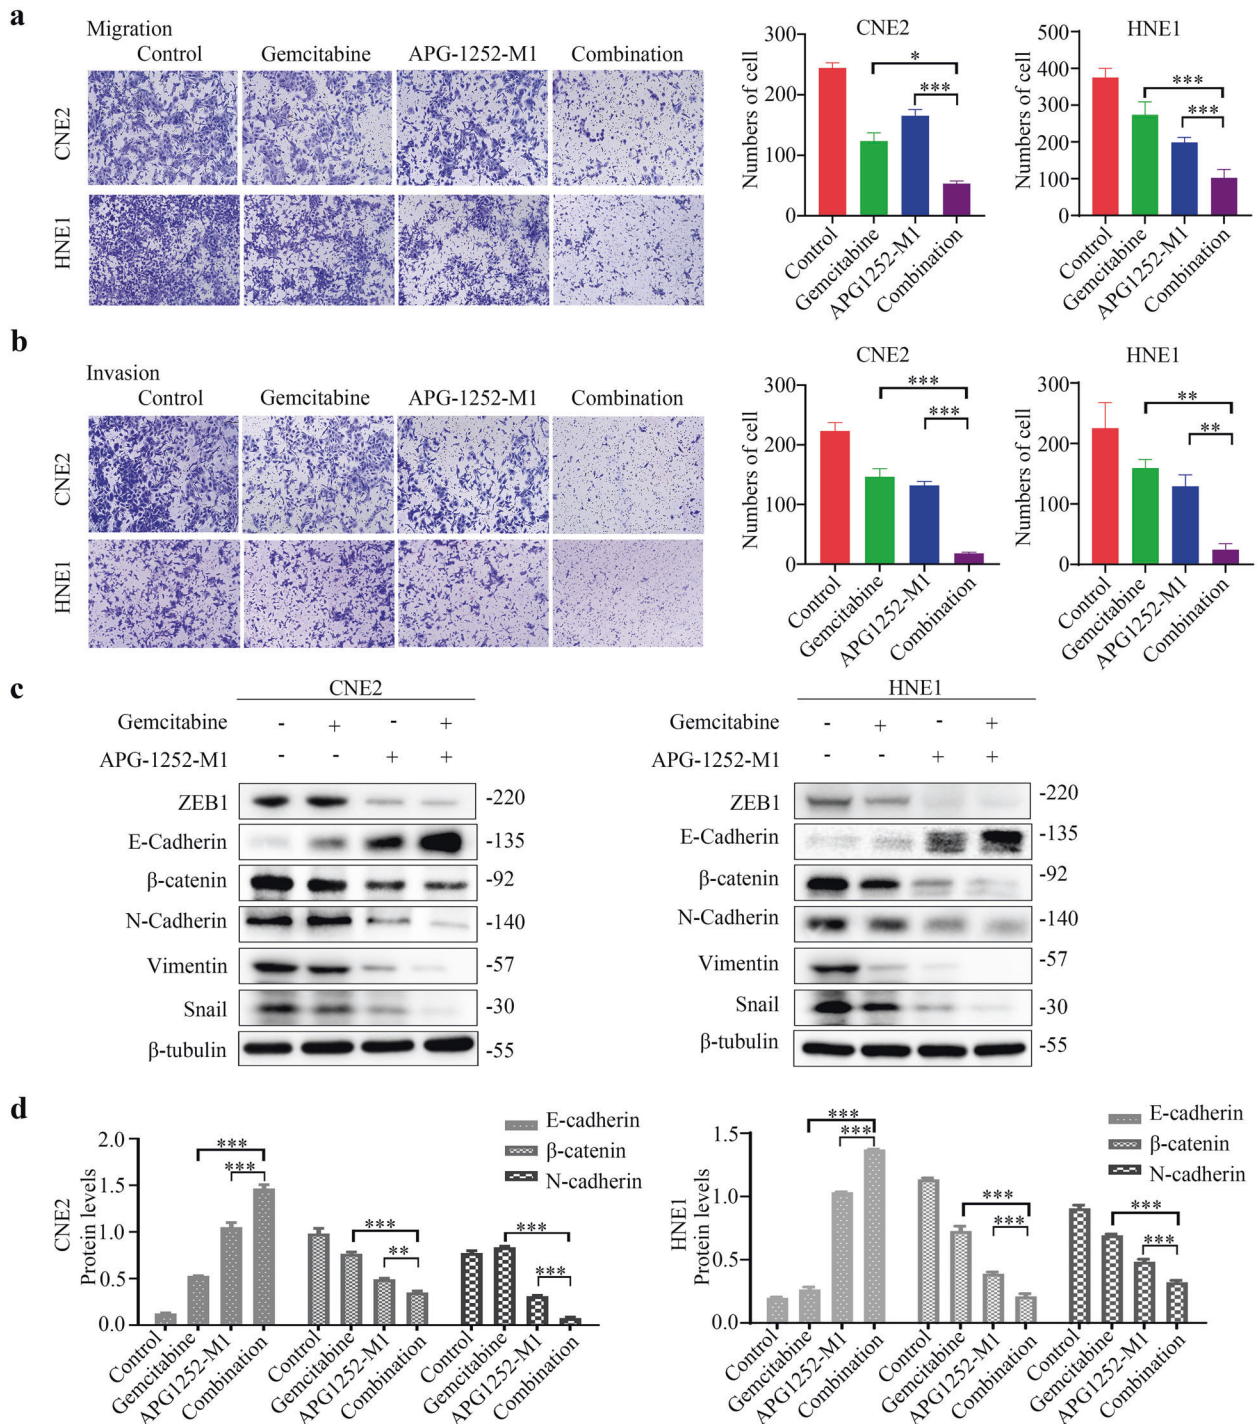 a
Migration
Control Gemcitabine APG-1252-M1 Combination
CNE2
HNE1
CNE2
Numbers of cell
300
200
100
0
*
***
Control
Gemcitabine
APG1252-M1
Combination
HNE1
Numbers of cell
500
400
300
200
100
0
***
***
Control
Gemcitabine
APG1252-M1
Combination
b
Invasion
Control Gemcitabine APG-1252-M1 Combination
CNE2
HNE1
CNE2
Numbers of cell
300
200
100
0
***
***
Control
Gemcitabine
APG1252-M1
Combination
HNE1
Numbers of cell
300
200
100
0
**
**
Control
Gemcitabine
APG1252-M1
Combination
c
CNE2
Gemcitabine - + - +
APG-1252-M1 - - + +
ZEB1 -220
E-Cadherin -135
β-catenin -92
N-Cadherin -140
Vimentin -57
Snail -30
β-tubulin -55
HNE1
Gemcitabine - + - +
APG-1252-M1 - - + +
ZEB1 -220
E-Cadherin -135
β-catenin -92
N-Cadherin -140
Vimentin -57
Snail -30
β-tubulin -55
d
CNE2
Protein levels
2.0
1.5
1.0
0.5
0.0
E-cadherin
β-catenin
N-cadherin
***
***
***
**
***
***
Control
Gemcitabine
APG1252-M1
Combination
Control
Gemcitabine
APG1252-M1
Combination
Control
Gemcitabine
APG1252-M1
Combination
HNE1
Protein levels
1.5
1.0
0.5
0.0
E-cadherin
β-catenin
N-cadherin
***
***
***
***
***
***
Control
Gemcitabine
APG1252-M1
Combination
Control
Gemcitabine
APG1252-M1
Combination
Control
Gemcitabine
APG1252-M1
Combination